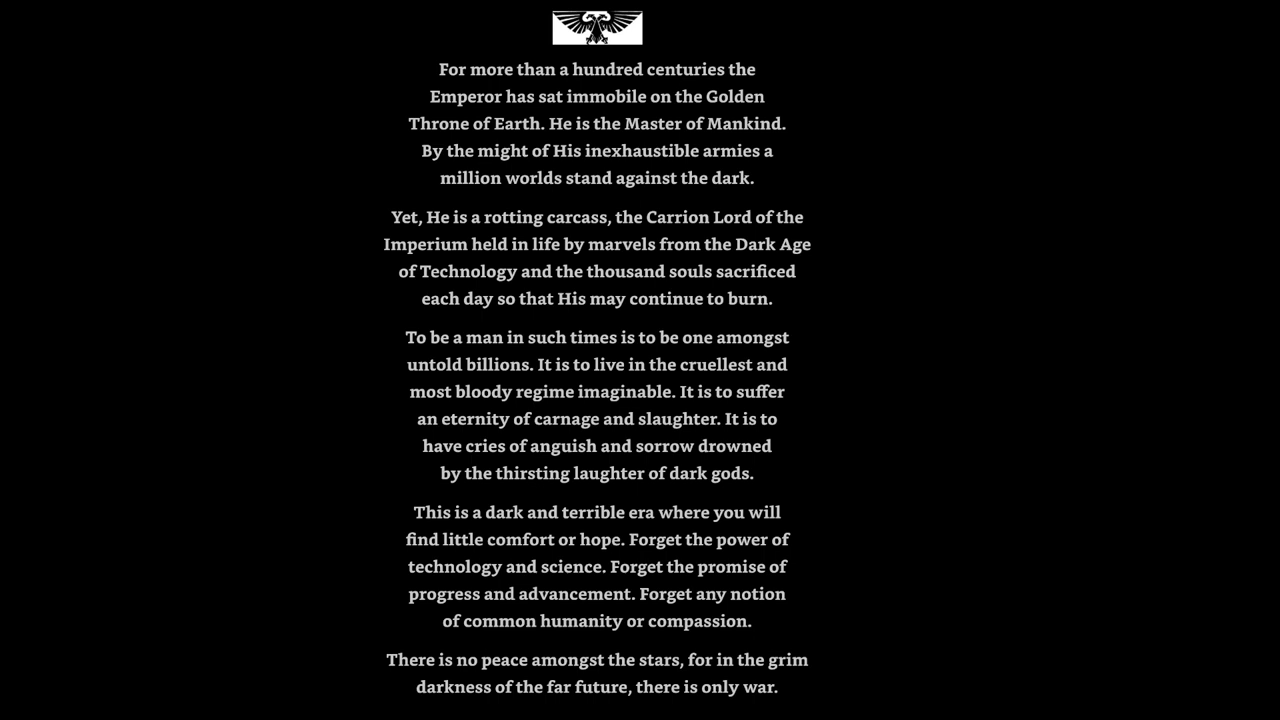 For more than a hundred centuries the
Emperor has sat immobile on the Golden
Throne of Earth. He is the Master of Mankind.
By the might of His inexhaustible armies a
million worlds stand against the dark.
Yet, He is a rotting carcass, the Carrion Lord of the
Imperium held in life by marvels from the Dark Age
of Technology and the thousand souls sacrificed
each day so that His may continue to burn.
To be a man in such times is to be one amongst
untold billions. It is to live in the cruellest and
most bloody regime imaginable. It is to suffer
an eternity of carnage and slaughter. It is to
have cries of anguish and sorrow drowned
by the thirsting laughter of dark gods.
This is a dark and terrible era where you will
find little comfort or hope. Forget the power of
technology and science. Forget the promise of
progress and advancement. Forget any notion
of common humanity or compassion.
There is no peace amongst the stars, for in the grim
darkness of the far future, there is only war.